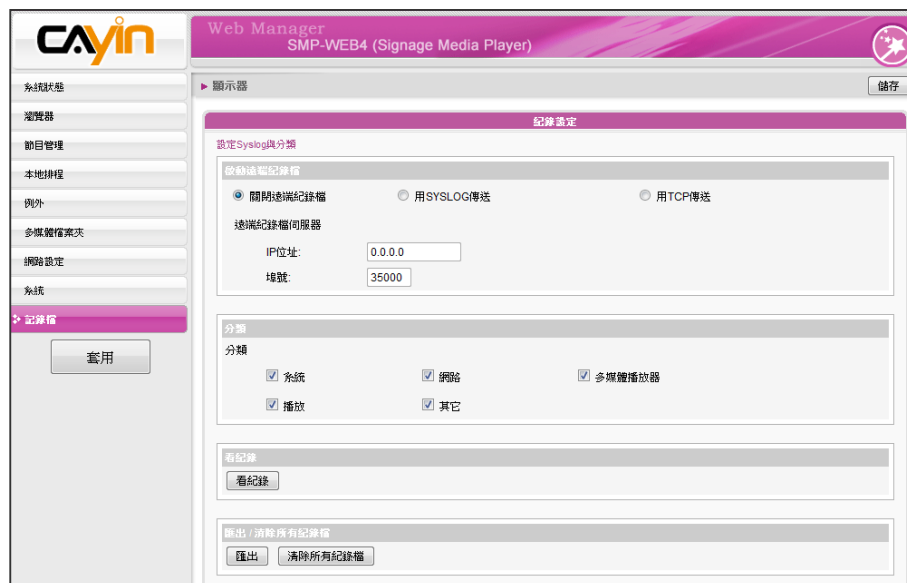 CAYIN
Web Manager
SMP-WEB4 (Signage Media Player)
系統狀態
瀏覽器
節目管理
本地排程
例外
多媒體檔案夾
網路設定
系統
記錄檔
套用
顯示器
儲存
紀錄設定
設定Syslog與分類
啟動遠端紀錄檔
關閉遠端紀錄檔 用SYSLOG傳送 用TCP傳送
遠端紀錄檔伺服器
IP位址: 0.0.0.0
埠號: 35000
分類
分類
系統 網路 多媒體播放器
播放 其它
看紀錄
看紀錄
匯出 / 清除所有紀錄檔
匯出 清除所有紀錄檔